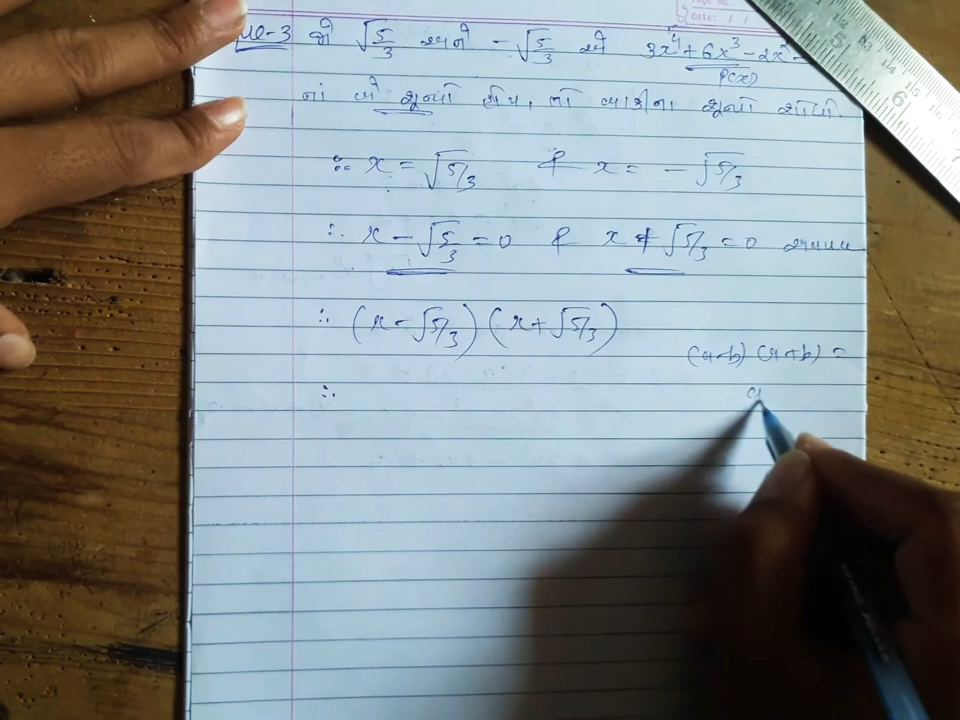 પ્ર-3 જો √5/3 અને -√5/3 એ 3x⁴ + 6x³ - 2x² -
P(x)
નાં બે શૂન્યો હોય, તો બાકીના શૂન્યો શોધો.
∴ x = √5/3 & x = - √5/3
∴ x - √5/3 = 0 & x + √5/3 = 0
∴ (x - √5/3) (x + √5/3)
(a-b) (a+b) =
∴ a